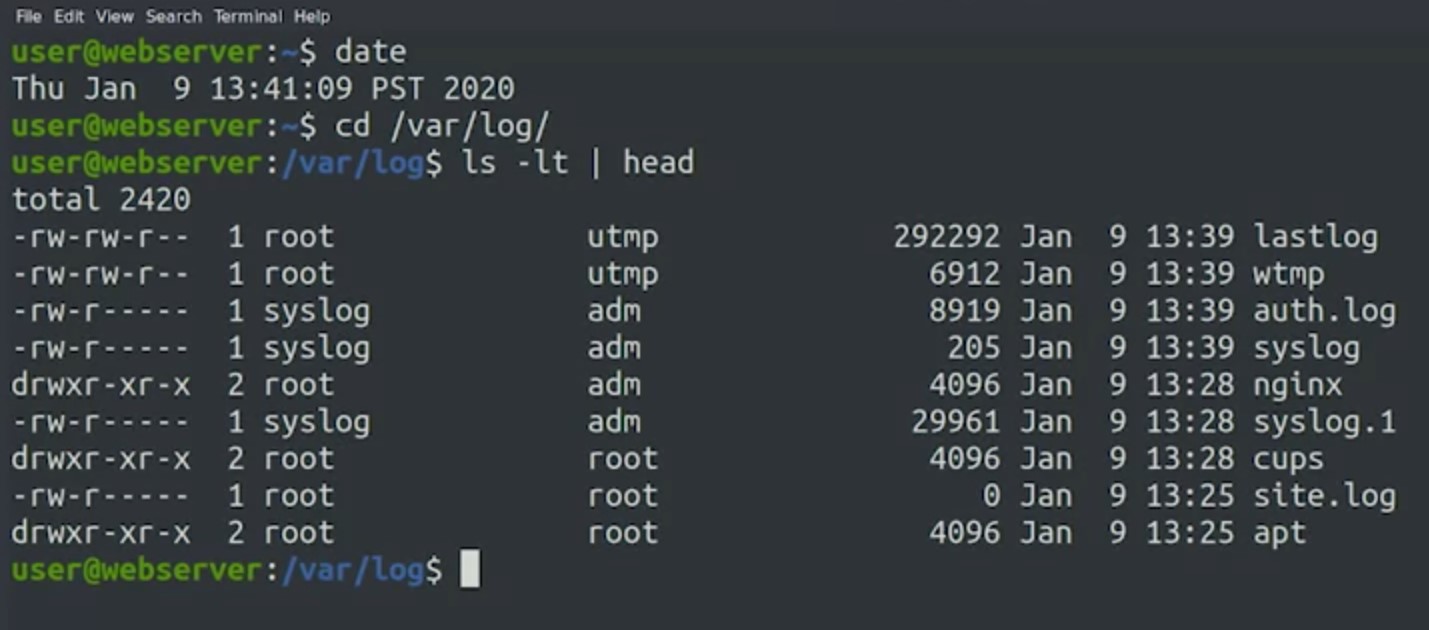 File Edit View Search Terminal Help
user@webserver:~$ date
Thu Jan  9 13:41:09 PST 2020
user@webserver:~$ cd /var/log/
user@webserver:/var/log$ ls -lt | head
total 2420
-rw-rw-r--  1 root              utmp             292292 Jan  9 13:39 lastlog
-rw-rw-r--  1 root              utmp               6912 Jan  9 13:39 wtmp
-rw-r-----  1 syslog            adm                8919 Jan  9 13:39 auth.log
-rw-r-----  1 syslog            adm                 205 Jan  9 13:39 syslog
drwxr-xr-x  2 root              adm                4096 Jan  9 13:28 nginx
-rw-r-----  1 syslog            adm               29961 Jan  9 13:28 syslog.1
drwxr-xr-x  2 root              root               4096 Jan  9 13:28 cups
-rw-r-----  1 root              root                  0 Jan  9 13:25 site.log
drwxr-xr-x  2 root              root               4096 Jan  9 13:25 apt
user@webserver:/var/log$